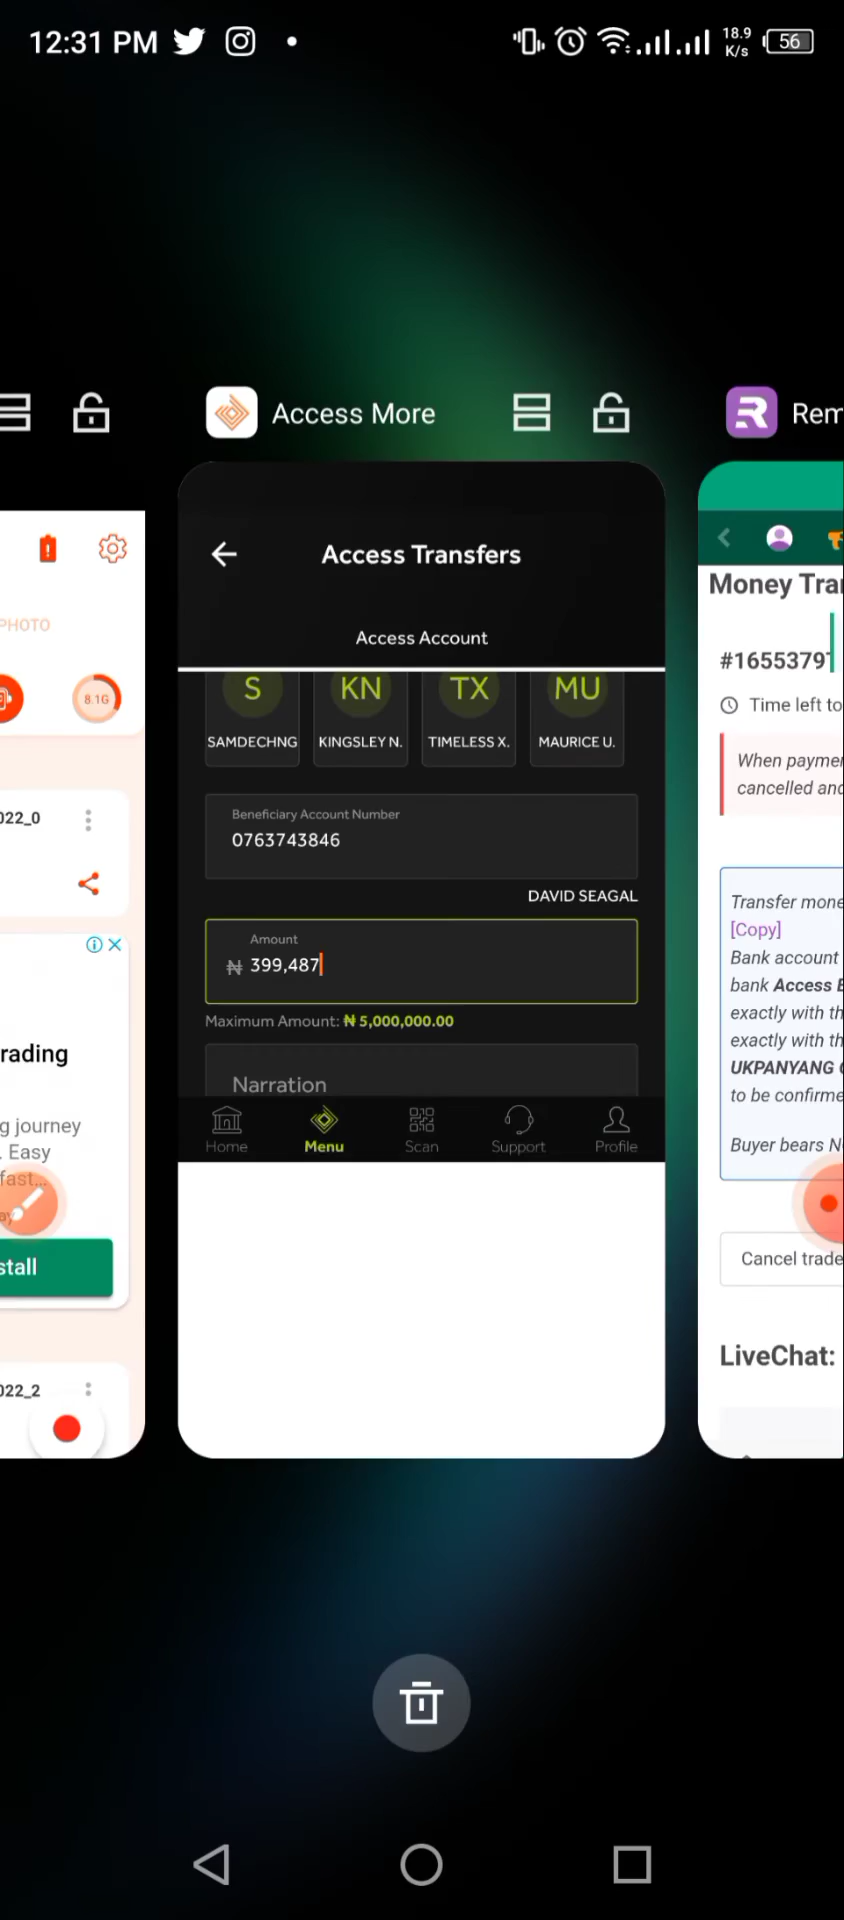 12:31 PM
18.9
K/s
56
Access More
Rem
Access Transfers
Access Account
PHOTO
8.1G
S
KN
TX
MU
SAMDECHNG
KINGSLEY N.
TIMELESS X.
MAURICE U.
022_0
Beneficiary Account Number
0763743846
DAVID SEAGAL
Amount
₦ 399,487
Maximum Amount: ₦ 5,000,000.00
Narration
Home
Menu
Scan
Support
Profile
rading
g journey
. Easy
fast...
stall
022_2
Money Tra
#1655379
Time left to
When payme
cancelled and
Transfer mone
[Copy]
Bank account
bank Access B
exactly with th
exactly with th
UKPANYANG
to be confirme
Buyer bears N
Cancel trade
LiveChat: